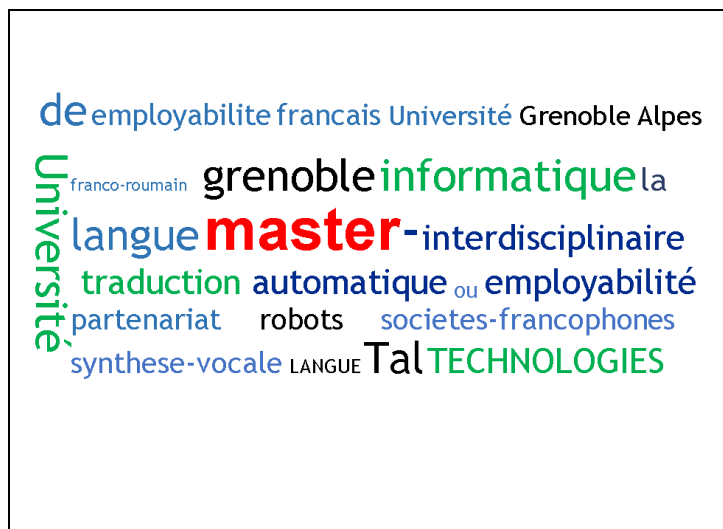 de employabilite francais Université Grenoble Alpes
Université
franco-roumain grenoble informatique la
langue master-interdisciplinaire
traduction automatique ou employabilité
partenariat robots societes-francophones
synthese-vocale LANGUE Tal TECHNOLOGIES